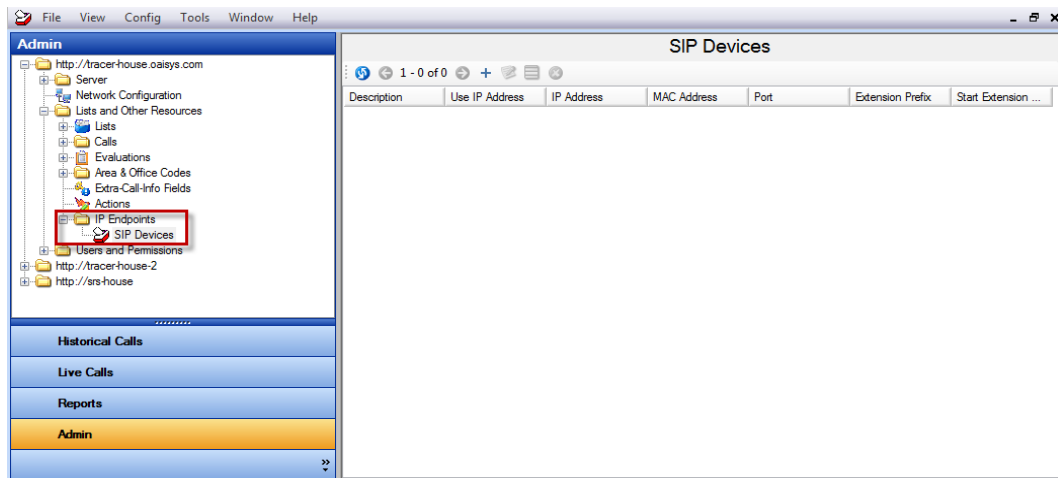 File View Config Tools Window Help
Admin
http://tracer-house.oaisys.com
Server
Network Configuration
Lists and Other Resources
Lists
Calls
Evaluations
Area & Office Codes
Extra-Call-Info Fields
Actions
IP Endpoints
SIP Devices
Users and Permissions
http://tracer-house-2
http://srs-house
Historical Calls
Live Calls
Reports
Admin
SIP Devices
1 - 0 of 0
Description Use IP Address IP Address MAC Address Port Extension Prefix Start Extension ...